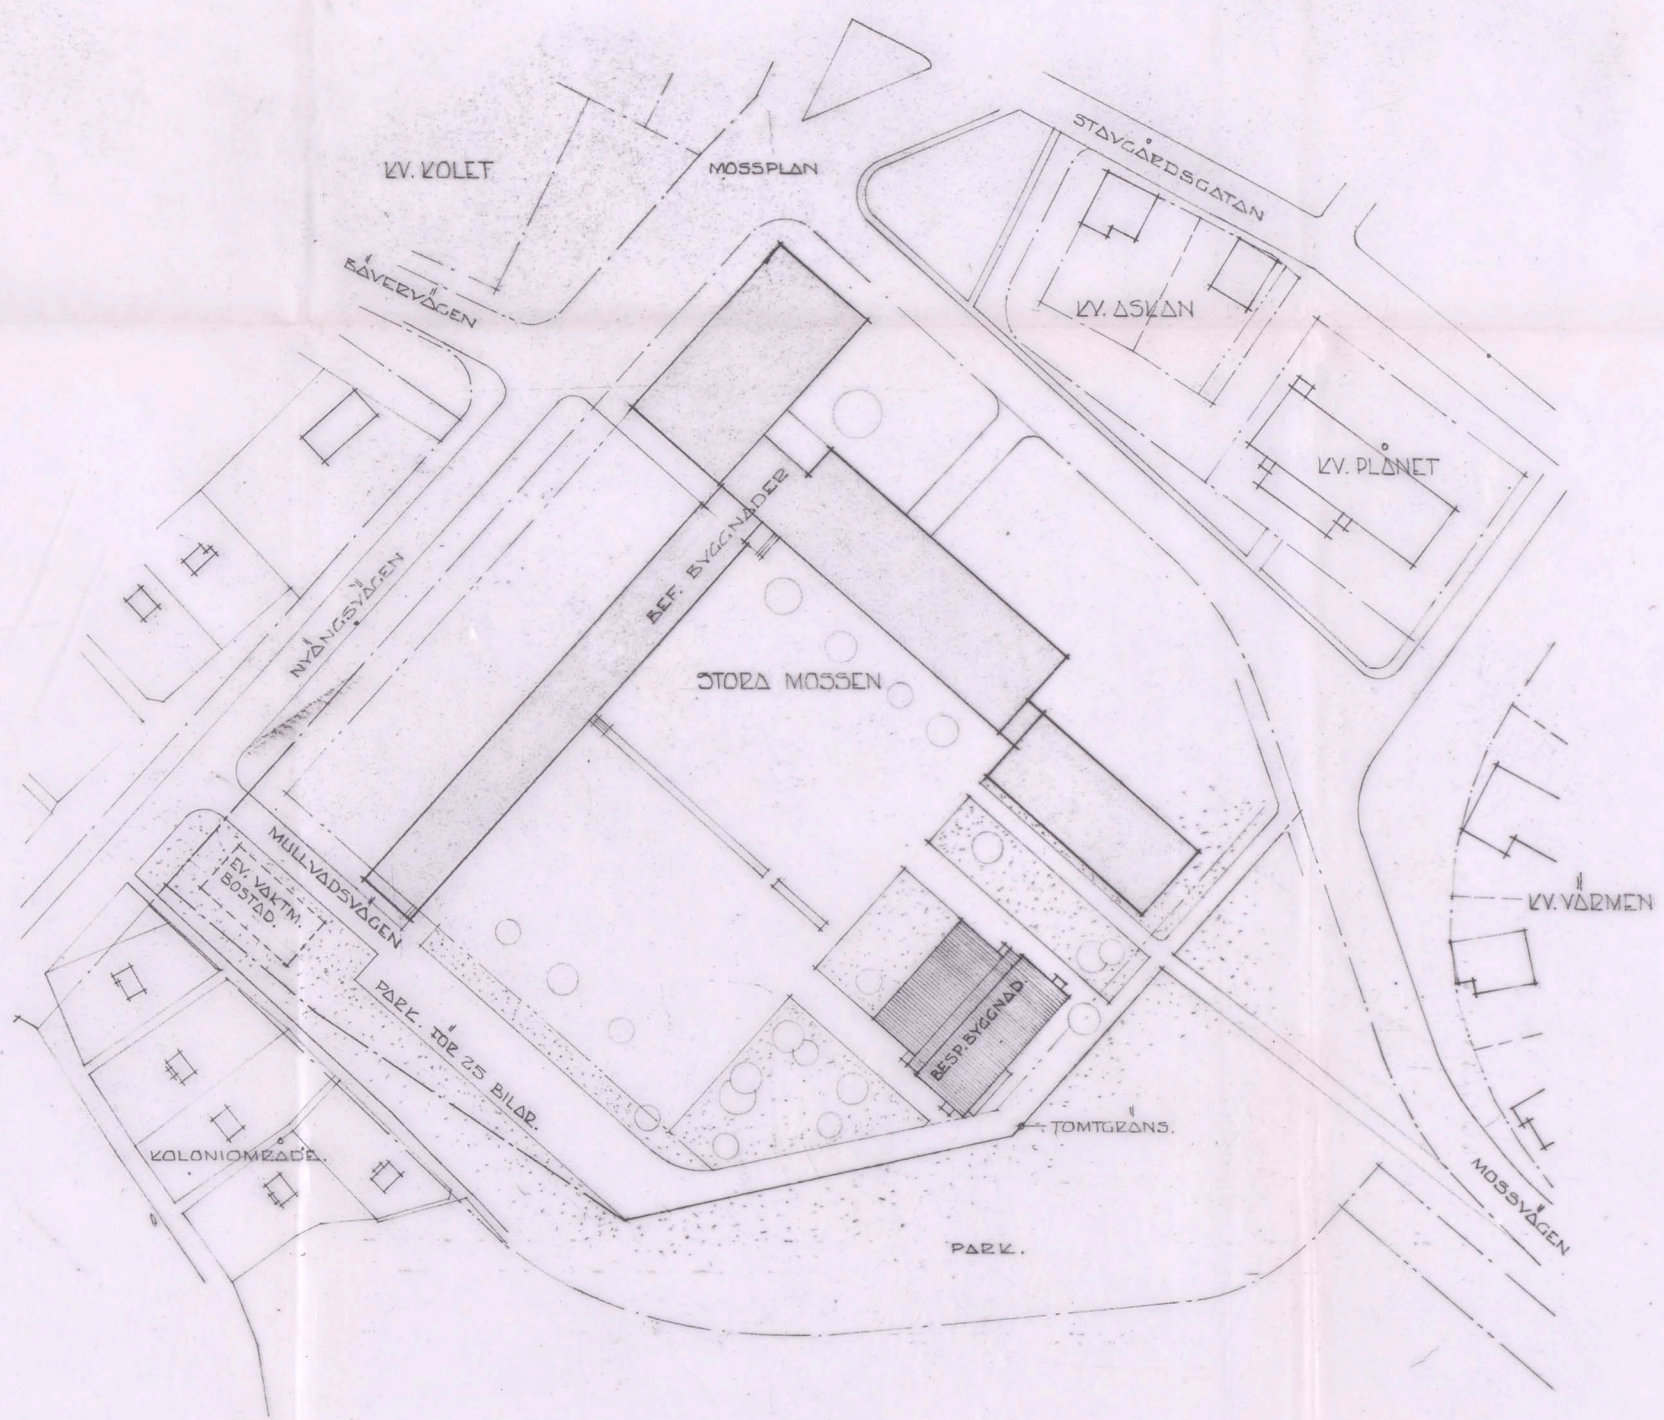 STAVGÅRDSGATAN
KV. KOLET
MOSSPLAN
BÄVERVÄGEN
KV. ASKAN
KV. PLÅNET
BEF. BYGGNADER
NYÄNGSVÄGEN
STORA MOSSEN
MULLVADSVÄGEN
EV. VAKTM.
BOSTAD.
KV. VÄRMEN
PARK. FÖR 25 BILAR.
BESP. BYGGNAD.
TOMTGRÄNS.
KOLONIOMRÅDE.
MOSSVÄGEN
PARK.